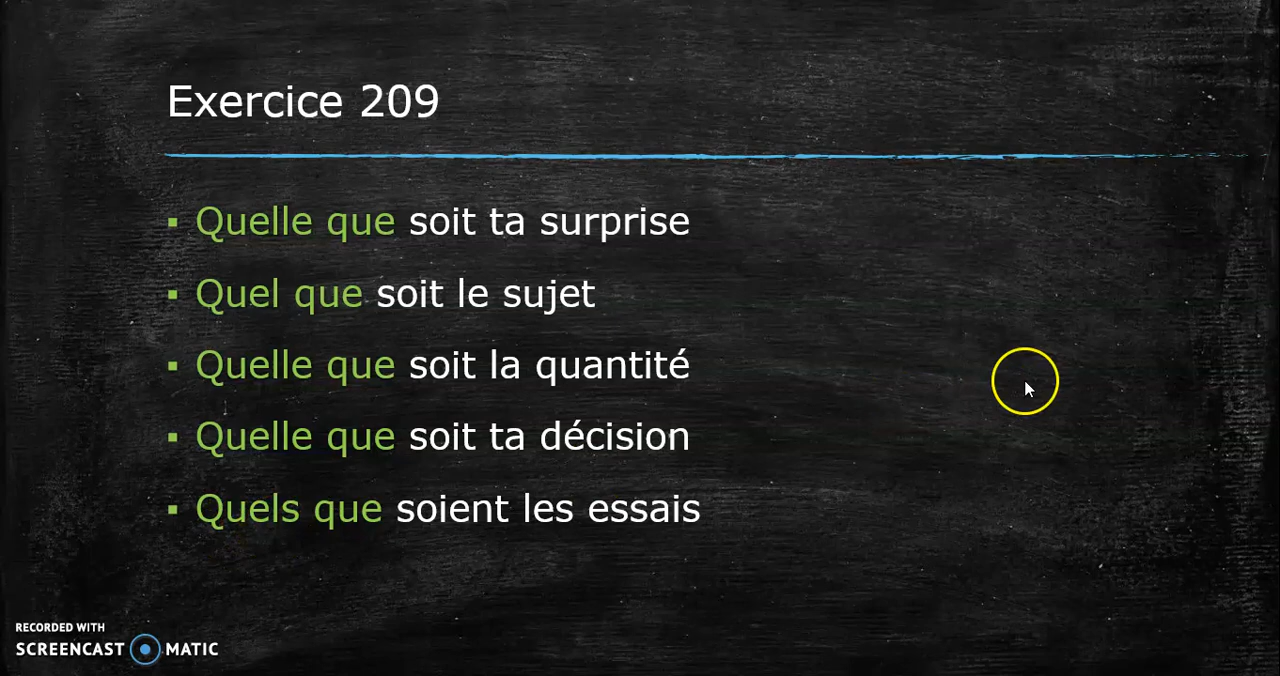 Exercice 209
▪ Quelle que soit ta surprise
▪ Quel que soit le sujet
▪ Quelle que soit la quantité
▪ Quelle que soit ta décision
▪ Quels que soient les essais
RECORDED WITH
SCREENCAST MATIC